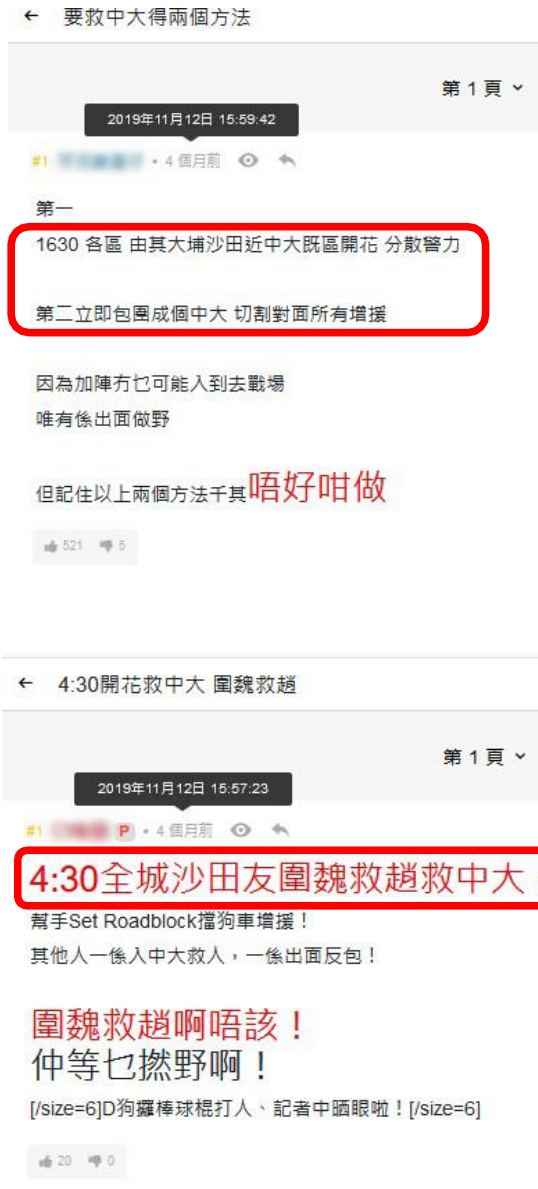 ← 要救中大得兩個方法
第 1 頁
2019年11月12日 15:59:42
#1 • 4 個月前
第一
1630 各區 由其大埔沙田近中大既區開花 分散警力
第二立即包圍成個中大 切割對面所有增援
因為加陣冇乜可能入到去戰場
唯有係出面做野
但記住以上兩個方法千其唔好咁做
521 5
← 4:30開花救中大 圍魏救趙
第 1 頁
2019年11月12日 15:57:23
#1 P • 4 個月前
4:30全城沙田友圍魏救趙救中大
幫手Set Roadblock擋狗車增援！
其他人一係入中大救人，一係出面反包！
圍魏救趙啊唔該！
仲等乜撚野啊！
[/size=6]D狗攞棒球棍打人、記者中晒眼啦！[/size=6]
20 0